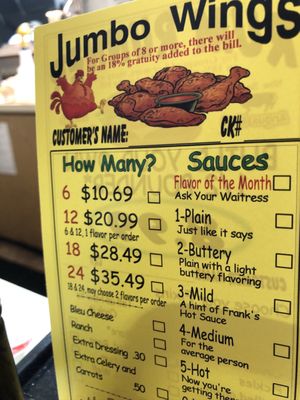 Jumbo Wings
For Groups of 8 or more, there will
be an 18% gratuity added to the bill.
CUSTOMER'S NAME:
CK#
How Many?
6 $10.69
12 $20.99
6 & 12, 1 flavor per order
18 $28.49
24 $35.49
18 & 24, may choose 2 flavors per order
Bleu Cheese
Ranch
Extra Dressing .30
Extra Celery and
Carrots .50
Sauces
Flavor of the Month
Ask Your Waitress
1-Plain
Just like it says
2-Buttery
Plain with a light
buttery flavoring
3-Mild
A hint of Frank's
Hot Sauce
4-Medium
For the
average person
5-Hot
Now you're
getting there